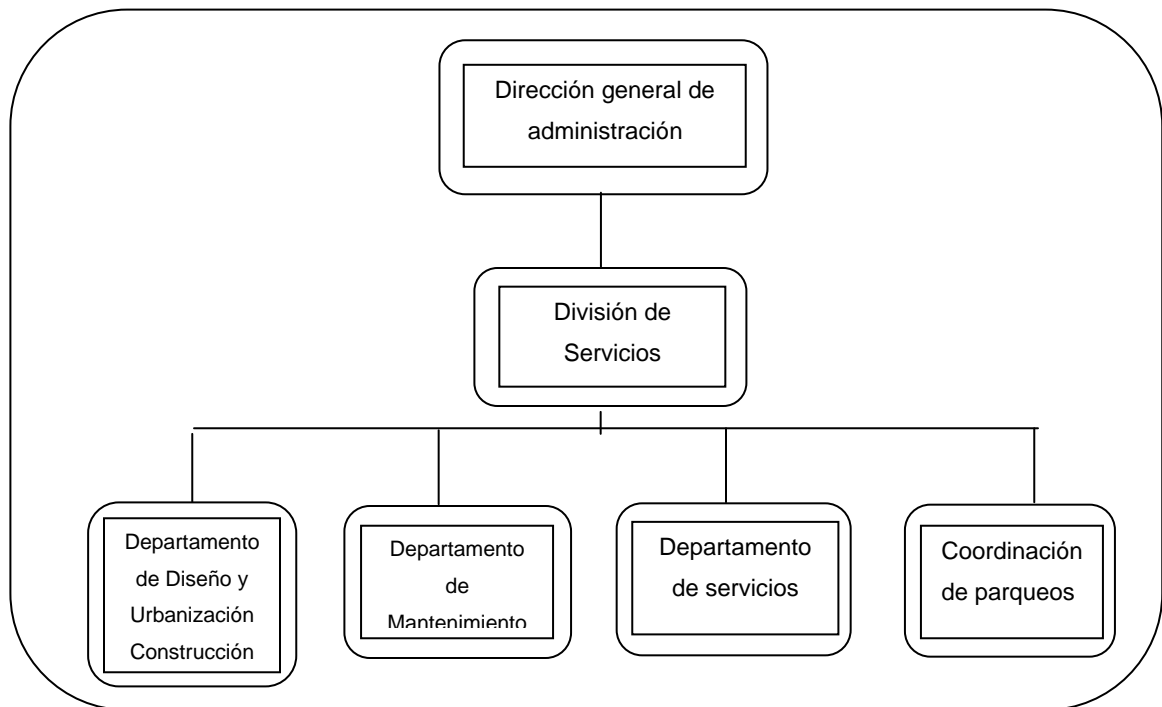 Dirección general de
administración
División de
Servicios
Departamento
de Diseño y
Urbanización
Construcción
Departamento
de
Mantenimiento
Departamento
de servicios
Coordinación
de parqueos